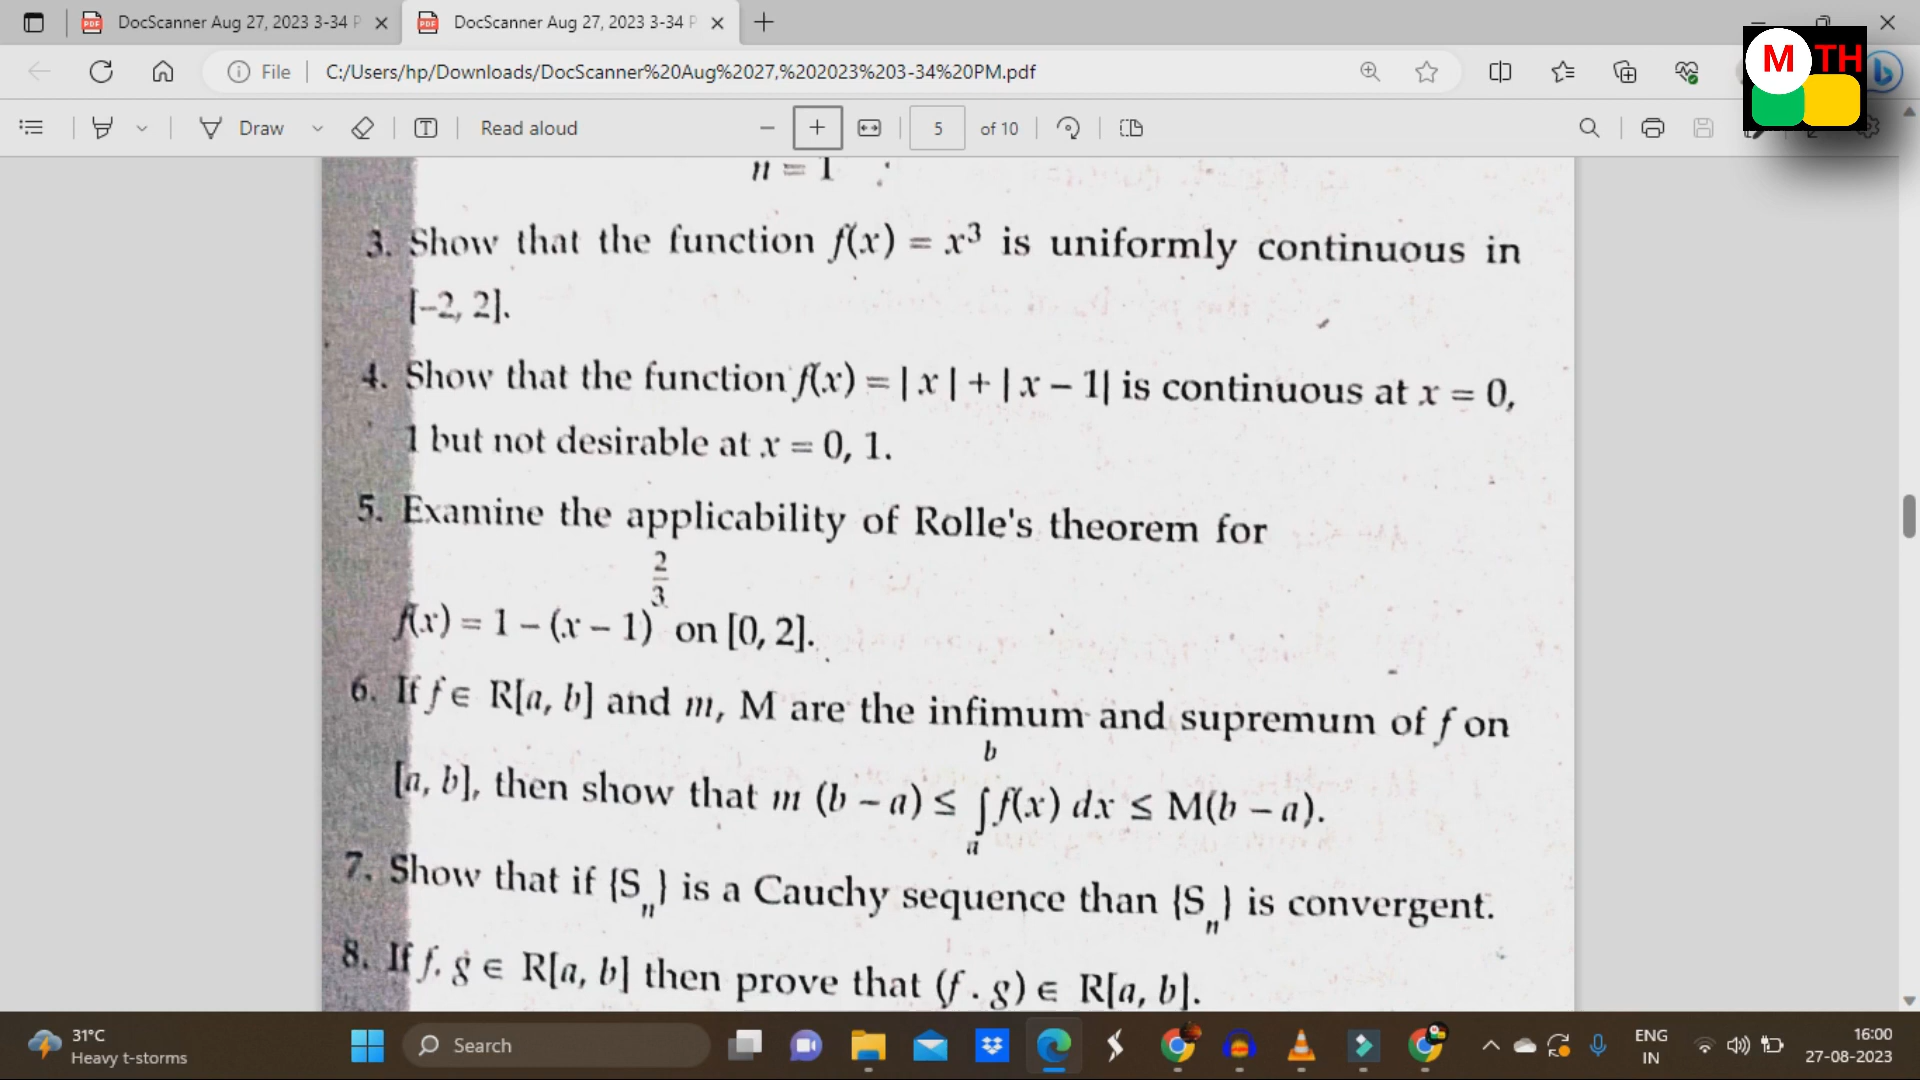 DocScanner Aug 27, 2023 3-34 P
DocScanner Aug 27, 2023 3-34 P
File
C:/Users/hp/Downloads/DocScanner%20Aug%2027,%202023%203-34%20PM.pdf
M TH
Draw
Read aloud
5 of 10
n = 1
3. Show that the function f(x) = x³ is uniformly continuous in
[–2, 2].
4. Show that the function f(x) = | x | + | x – 1| is continuous at x = 0,
1 but not desirable at x = 0, 1.
5. Examine the applicability of Rolle's theorem for
f(x) = 1 – (x – 1)^(2/3) on [0, 2].
6. If f ∈ R[a, b] and m, M are the infimum and supremum of f on
[a, b], then show that m (b – a) ≤ ∫_a^b f(x) dx ≤ M(b – a).
7. Show that if {S_n} is a Cauchy sequence than {S_n} is convergent.
8. If f, g ∈ R[a, b] then prove that (f . g) ∈ R[a, b].
31°C
Heavy t-storms
Search
ENG
IN
16:00
27-08-2023